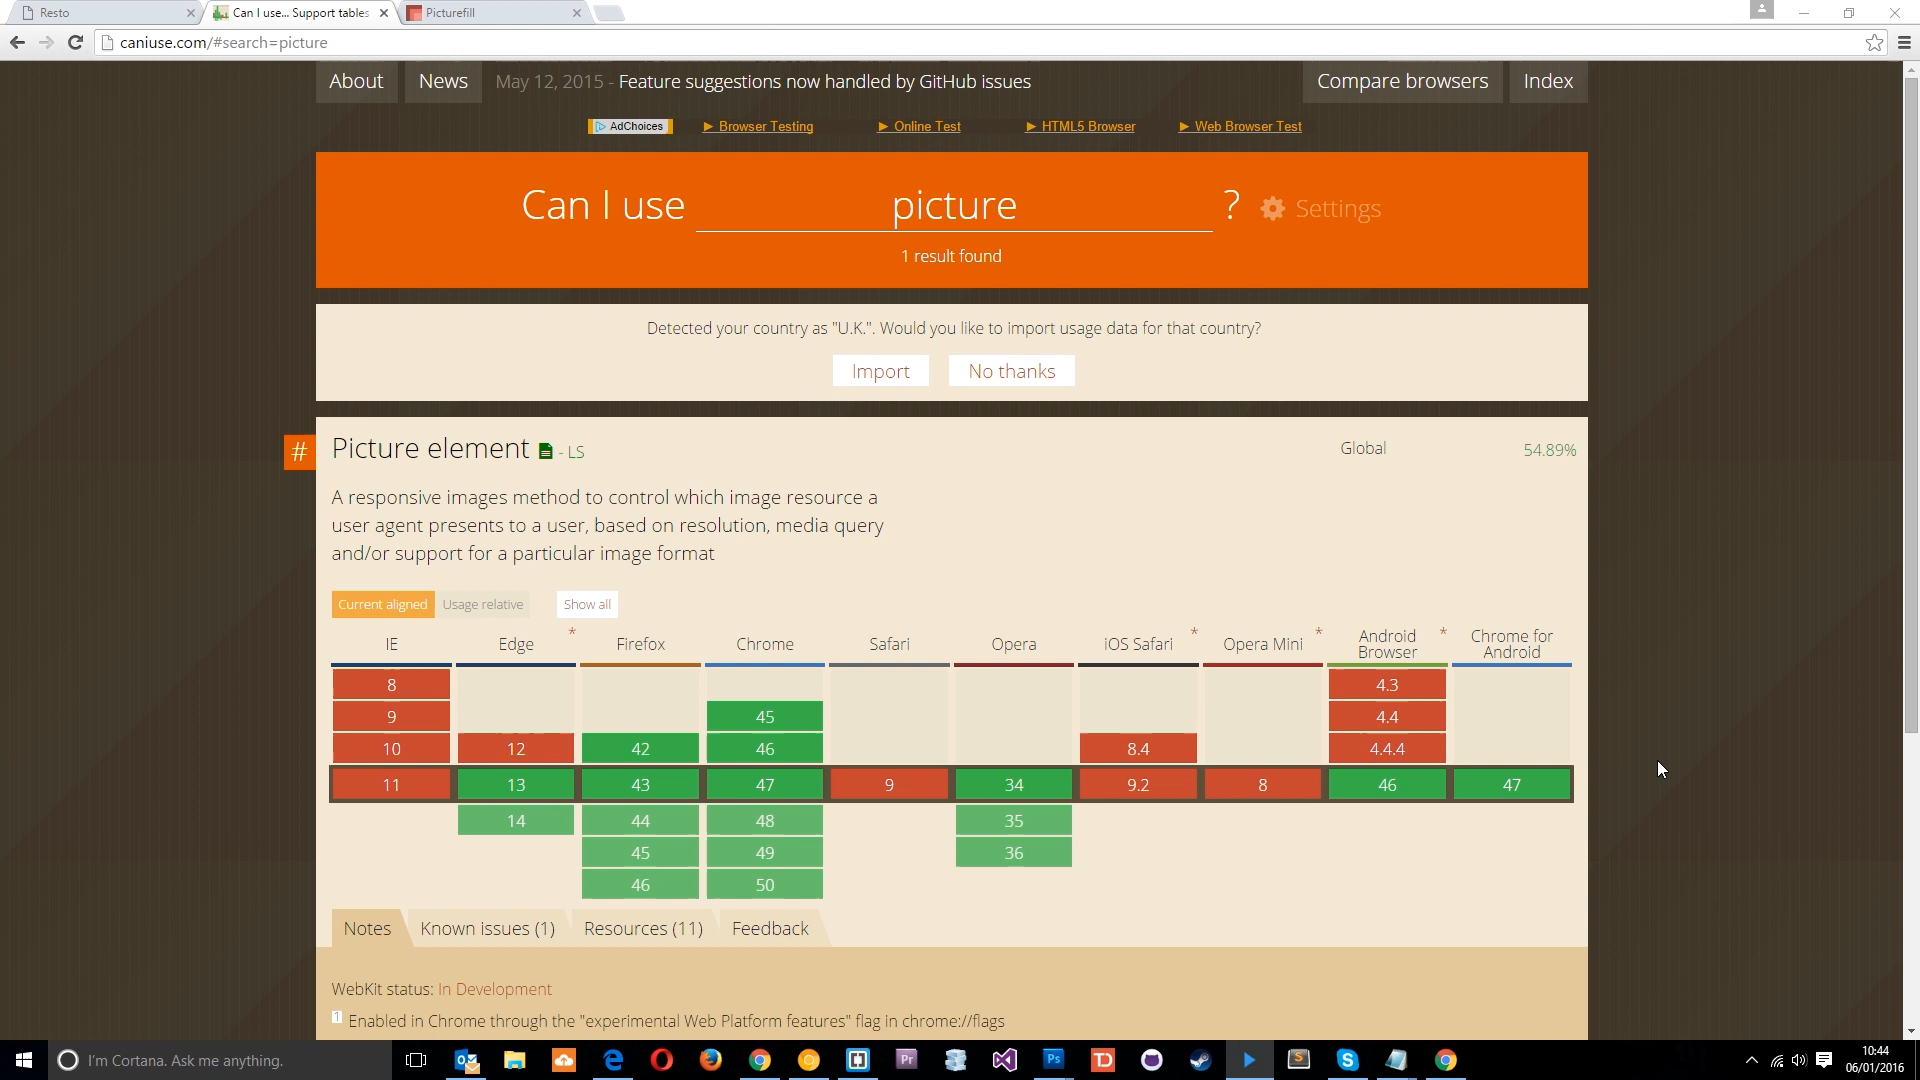 Resto
Can I use... Support tables
Picturefill
caniuse.com/#search=picture
About
News
May 12, 2015 - Feature suggestions now handled by GitHub issues
Compare browsers
Index
AdChoices
► Browser Testing
► Online Test
► HTML5 Browser
► Web Browser Test
Can I use picture ?
Settings
1 result found
Detected your country as "U.K.". Would you like to import usage data for that country?
Import
No thanks
#
Picture element - LS
Global
54.89%
A responsive images method to control which image resource a
user agent presents to a user, based on resolution, media query
and/or support for a particular image format
Current aligned
Usage relative
Show all
IE Edge * Firefox Chrome Safari Opera iOS Safari * Opera Mini * Android Browser * Chrome for Android
8 4.3
9 45 4.4
10 12 42 46 8.4 4.4.4
11 13 43 47 9 34 9.2 8 46 47
14 44 48 35
45 49 36
46 50
Notes
Known issues (1)
Resources (11)
Feedback
WebKit status: In Development
1 Enabled in Chrome through the "experimental Web Platform features" flag in chrome://flags
I'm Cortana. Ask me anything.
Pr
Ps
TD
S
10:44
06/01/2016